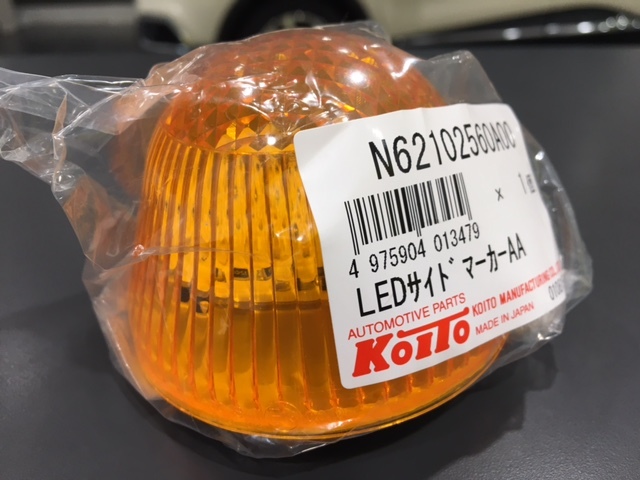 N62102560A0C
× 1個
4 975904 013479
LEDサイドマーカーAA
AUTOMOTIVE PARTS
KOITO
KOITO MANUFACTURING CO.,
MADE IN JAPAN